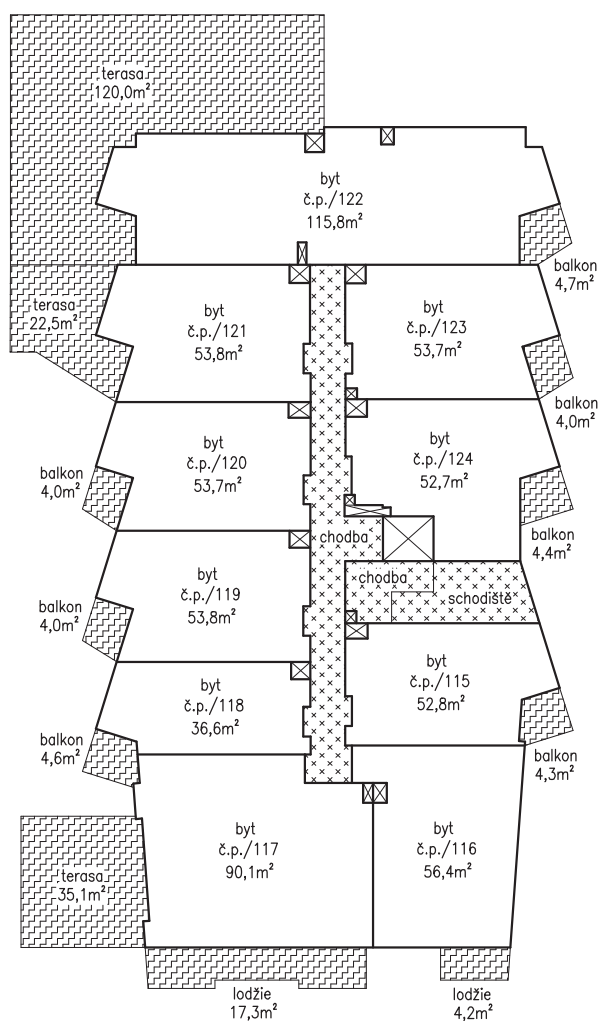 terasa
120,0m²
byt
č.p./122
115,8m²
balkon
4,7m²
terasa
22,5m²
byt
č.p./121
53,8m²
byt
č.p./123
53,7m²
balkon
4,0m²
byt
č.p./120
53,7m²
byt
č.p./124
52,7m²
balkon
4,0m²
balkon
4,4m²
chodba
chodba
schodiště
byt
č.p./119
53,8m²
balkon
4,0m²
byt
č.p./118
36,6m²
byt
č.p./115
52,8m²
balkon
4,6m²
balkon
4,3m²
byt
č.p./117
90,1m²
byt
č.p./116
56,4m²
terasa
35,1m²
lodžie
17,3m²
lodžie
4,2m²